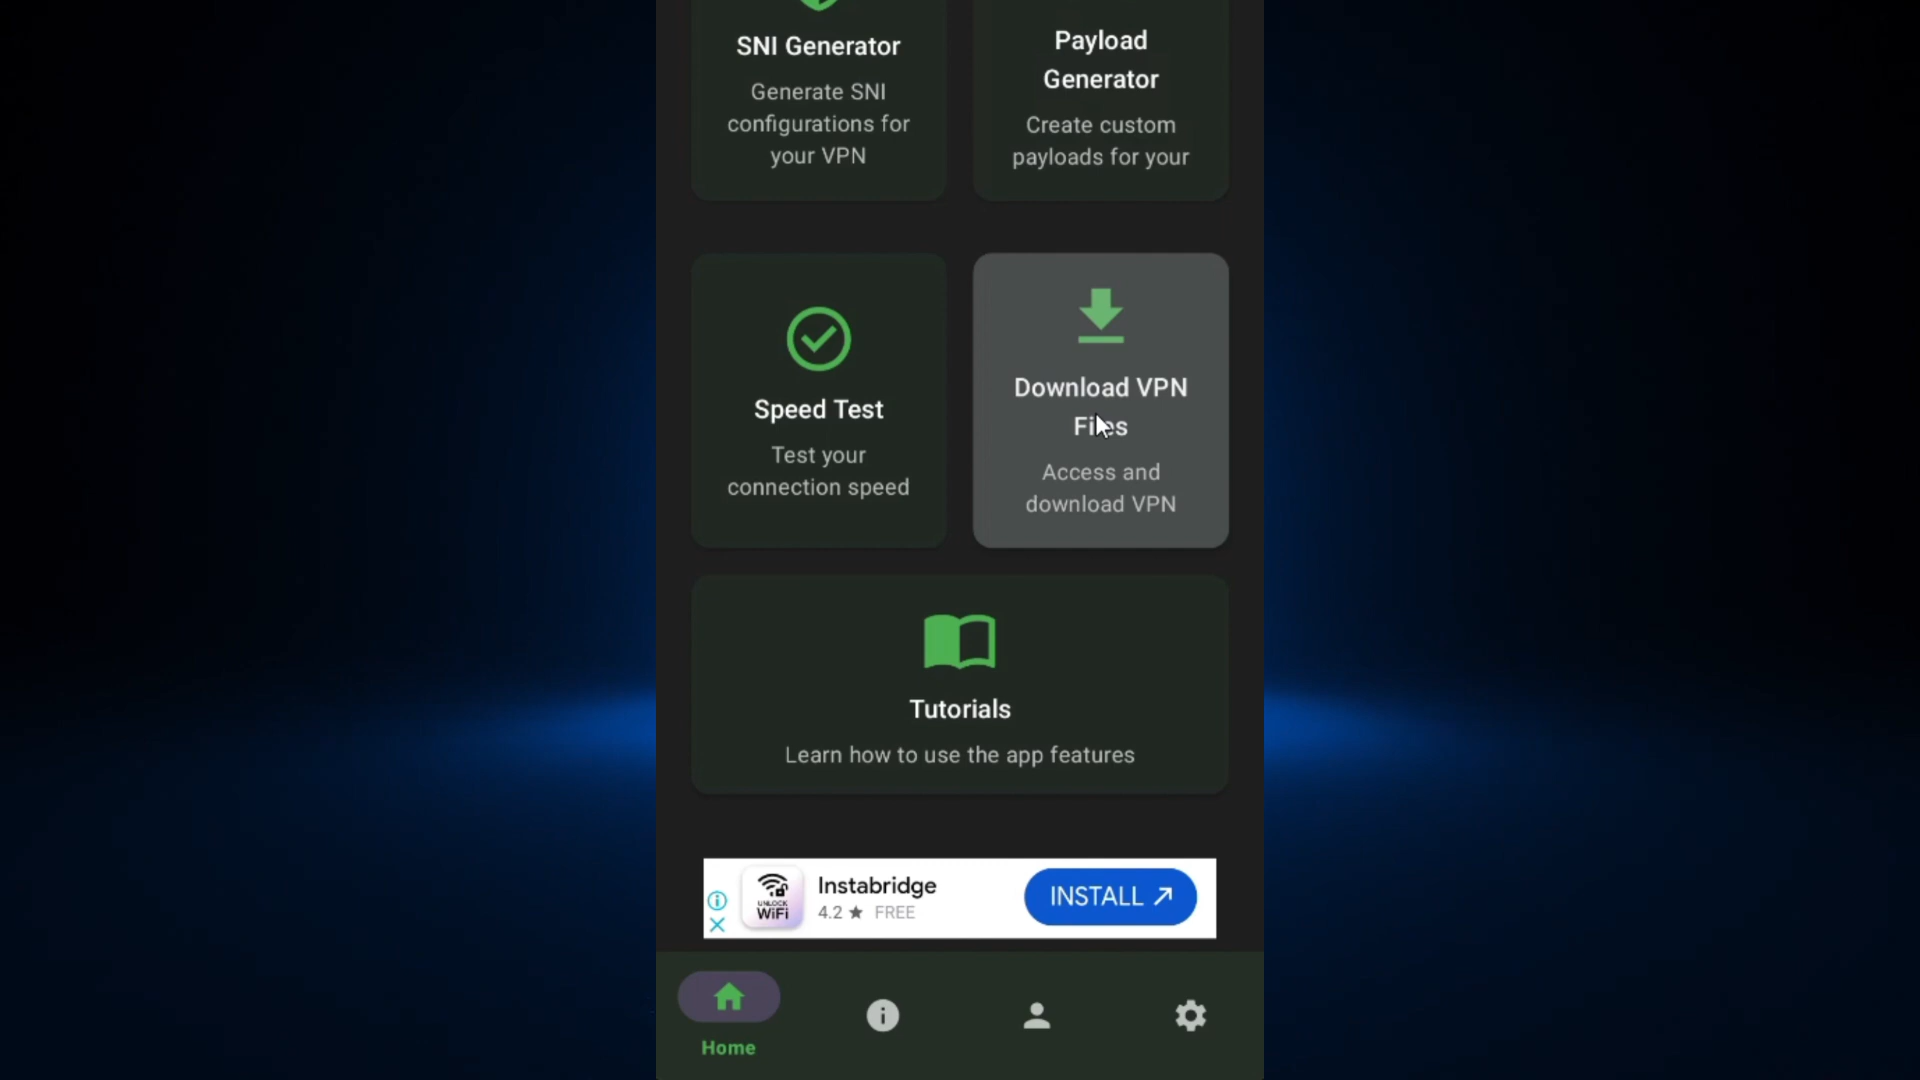 SNI Generator
Generate SNI
configurations for
your VPN
Payload
Generator
Create custom
payloads for your
Speed Test
Test your
connection speed
Download VPN
Files
Access and
download VPN
Tutorials
Learn how to use the app features
UNLOCK
WiFi
Instabridge
4.2 ★ FREE
INSTALL
Home